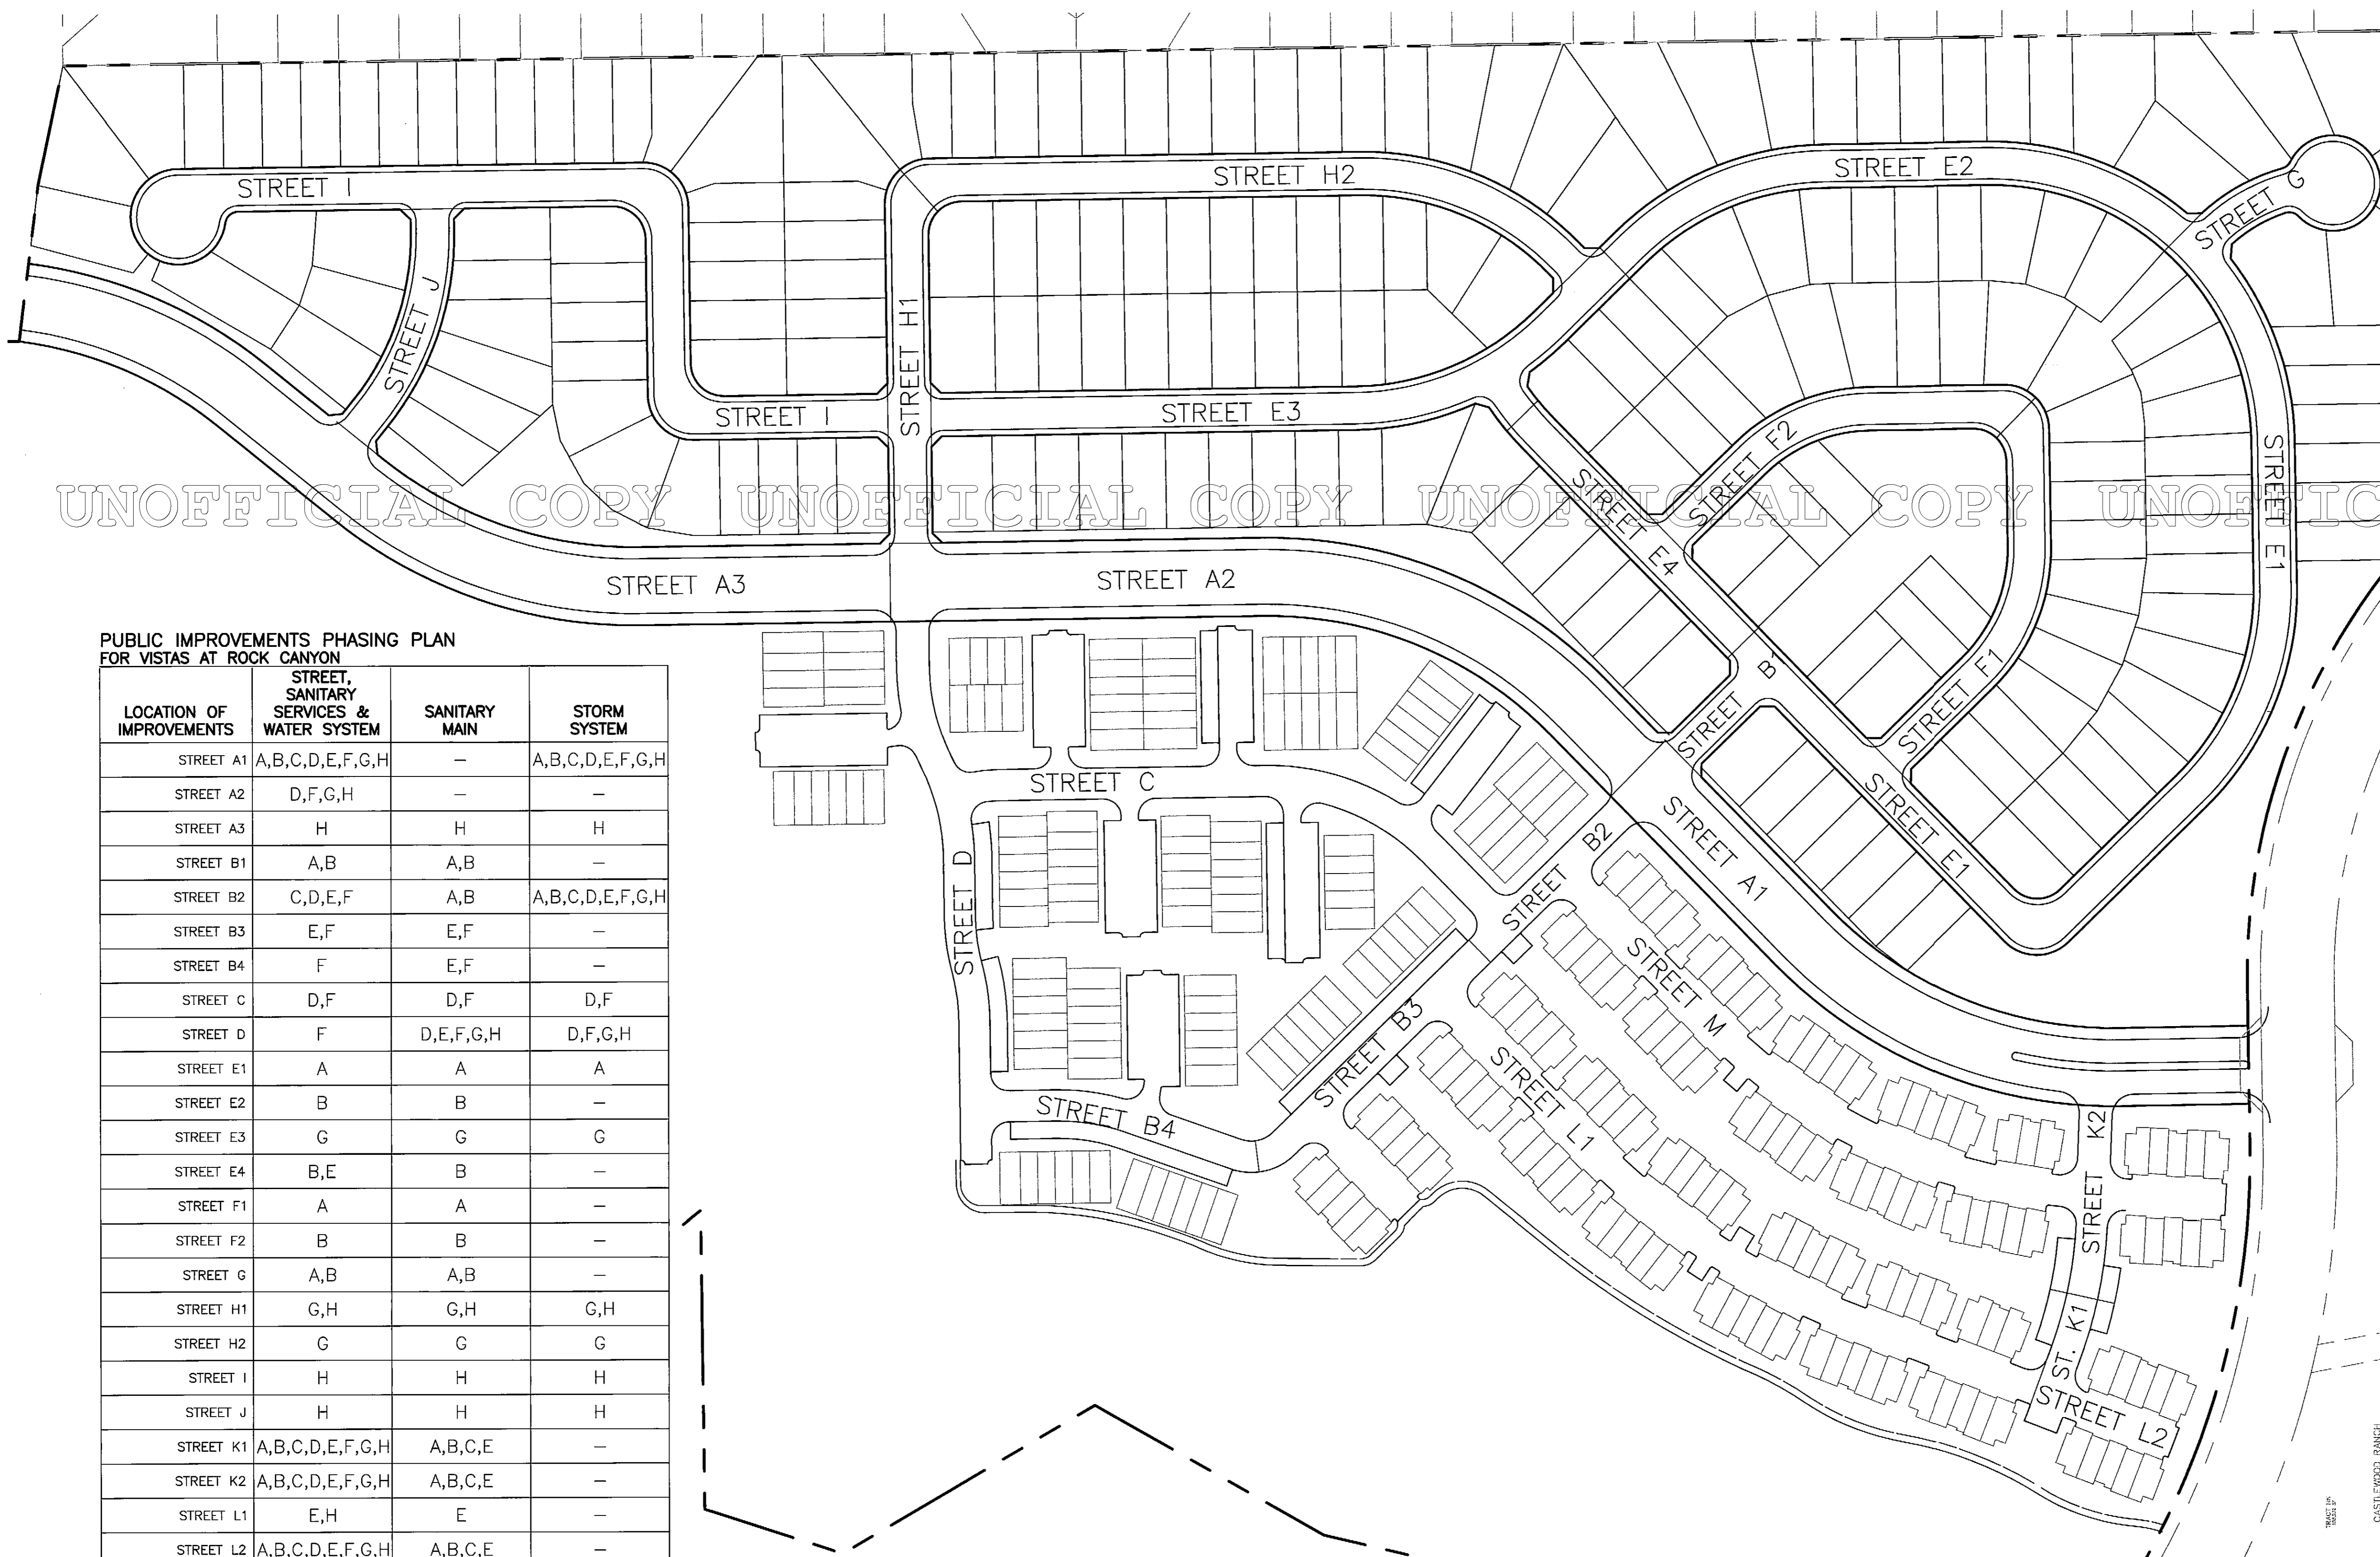 STREET I
STREET H2
STREET E2
STREET G
STREET J
STREET H1
STREET I
STREET E3
STREET F2
STREET E4
STREET E1
UNOFFICIAL COPY UNOFFICIAL COPY UNOFFICIAL COPY UNOFFIC
STREET A3
STREET A2
STREET B1
STREET F1
STREET C
STREET A1
STREET E1
STREET B2
STREET D
STREET M
STREET B3
STREET L1
STREET B4
STREET K2
ST. K1
STREET L2
CASTLEWOOD RANCH
PUBLIC IMPROVEMENTS PHASING PLAN
FOR VISTAS AT ROCK CANYON
LOCATION OF IMPROVEMENTS STREET, SANITARY SERVICES & WATER SYSTEM SANITARY MAIN STORM SYSTEM
STREET A1 A,B,C,D,E,F,G,H — A,B,C,D,E,F,G,H
STREET A2 D,F,G,H — —
STREET A3 H H H
STREET B1 A,B A,B —
STREET B2 C,D,E,F A,B A,B,C,D,E,F,G,H
STREET B3 E,F E,F —
STREET B4 F E,F —
STREET C D,F D,F D,F
STREET D F D,E,F,G,H D,F,G,H
STREET E1 A A A
STREET E2 B B —
STREET E3 G G G
STREET E4 B,E B —
STREET F1 A A —
STREET F2 B B —
STREET G A,B A,B —
STREET H1 G,H G,H G,H
STREET H2 G G G
STREET I H H H
STREET J H H H
STREET K1 A,B,C,D,E,F,G,H A,B,C,E —
STREET K2 A,B,C,D,E,F,G,H A,B,C,E —
STREET L1 E,H E —
STREET L2 A,B,C,D,E,F,G,H A,B,C,E —